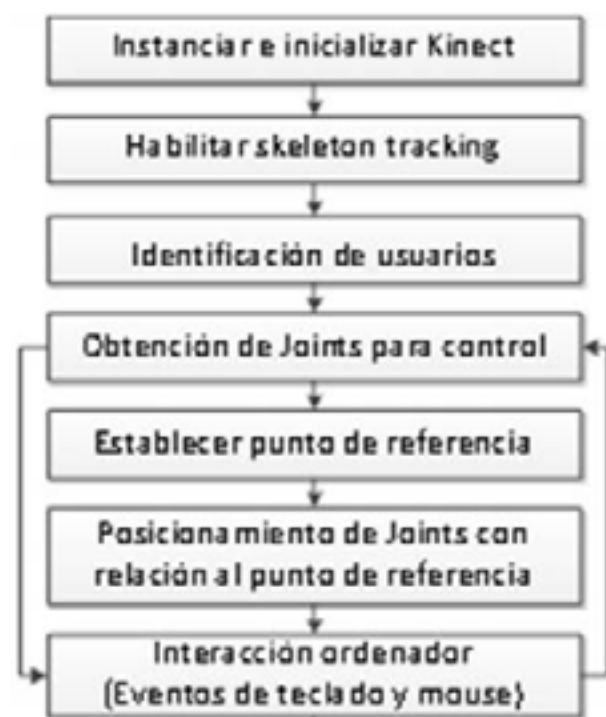 Instanciar e inicializar Kinect
Habilitar skeleton tracking
Identificación de usuarios
Obtención de Joints para control
Establecer punto de referencia
Posicionamiento de Joints con
relación al punto de referencia
Interacción ordenador
(Eventos de teclado y mouse)